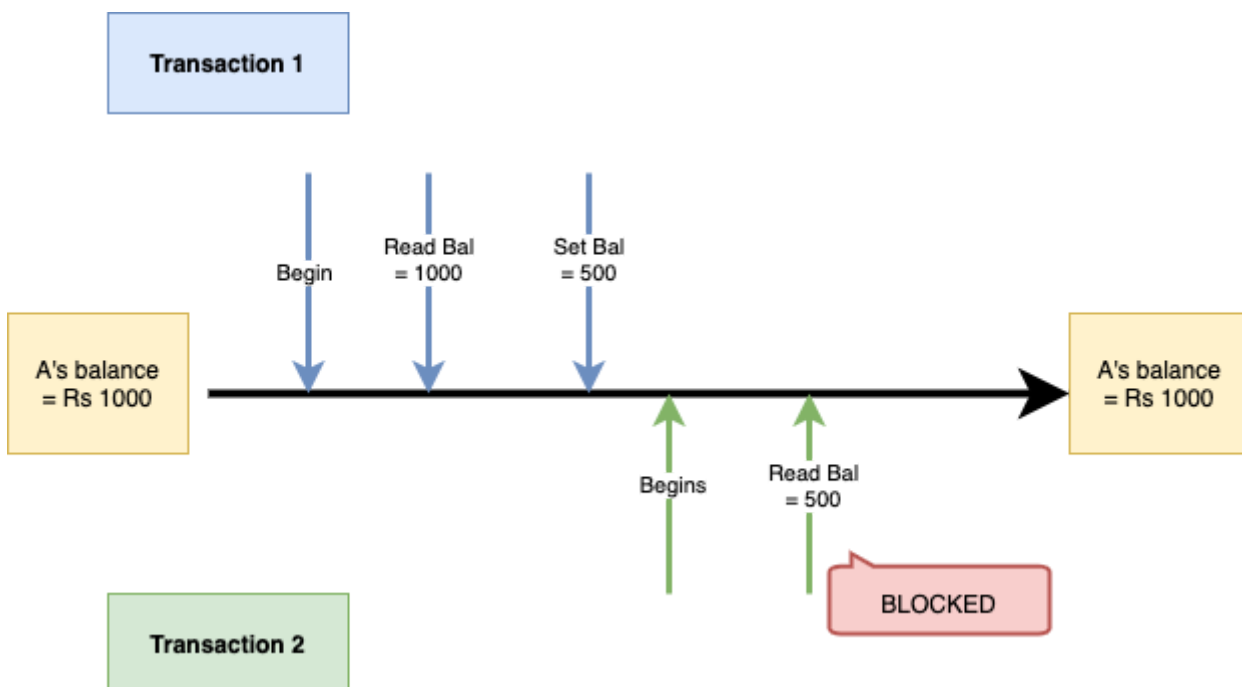 Transaction 1
Begin
Read Bal
= 1000
Set Bal
= 500
A's balance
= Rs 1000
A's balance
= Rs 1000
Begins
Read Bal
= 500
BLOCKED
Transaction 2